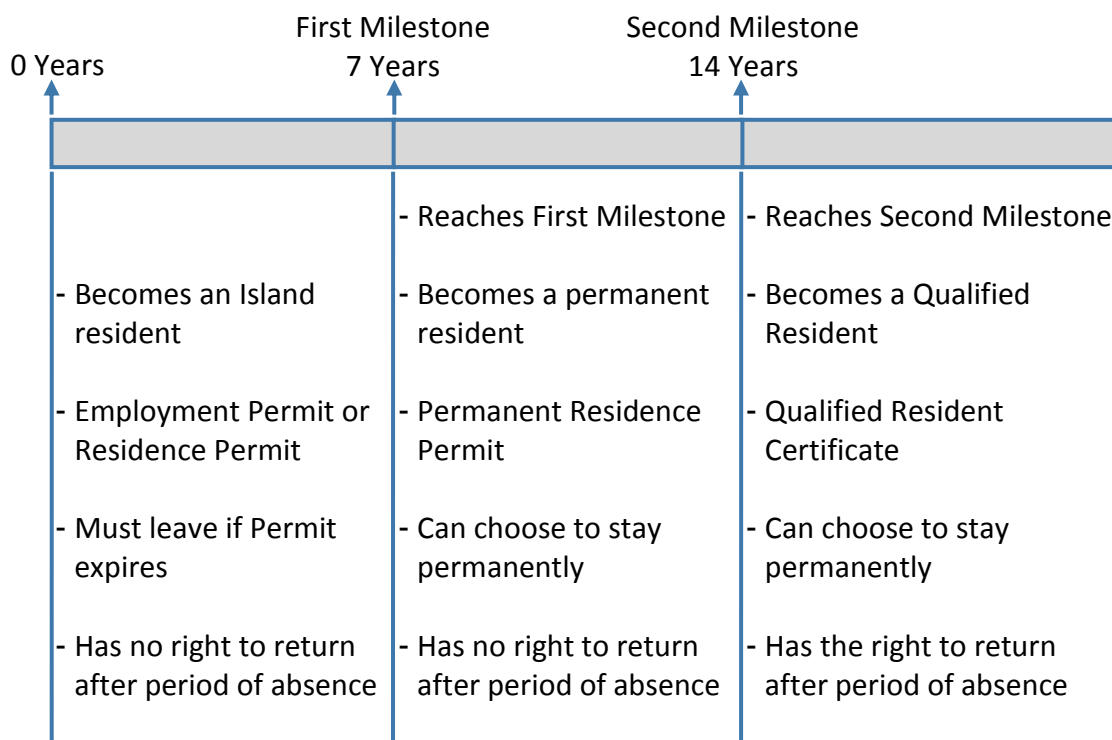 First Milestone
Second Milestone
0 Years
7 Years
14 Years
- Reaches First Milestone
- Reaches Second Milestone
- Becomes an Island
resident
- Becomes a permanent
resident
- Becomes a Qualified
Resident
- Employment Permit or
Residence Permit
- Permanent Residence
Permit
- Qualified Resident
Certificate
- Must leave if Permit
expires
- Can choose to stay
permanently
- Can choose to stay
permanently
- Has no right to return
after period of absence
- Has no right to return
after period of absence
- Has the right to return
after period of absence